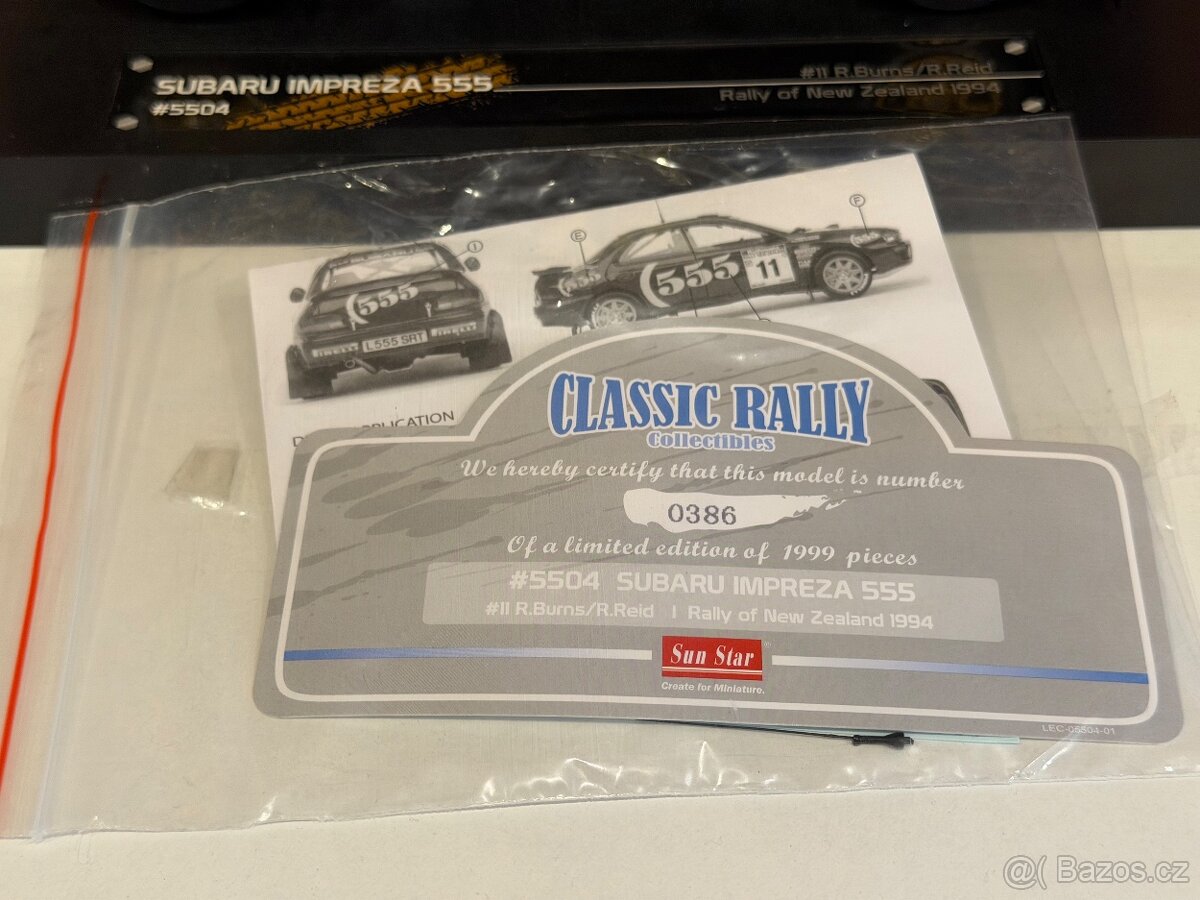 SUBARU IMPREZA 555
#5504
#11 R.Burns/R.Reid
Rally of New Zealand 1994
I
E
F
555
L555 SRT
555
11
PLICATION
CLASSIC RALLY
Collectibles
We hereby certify that this model is number
0386
Of a limited edition of 1999 pieces
#5504 SUBARU IMPREZA 555
#11 R.Burns/R.Reid | Rally of New Zealand 1994
Sun Star
Create for Miniature.
LEC-05504-01
@( Bazoš.cz